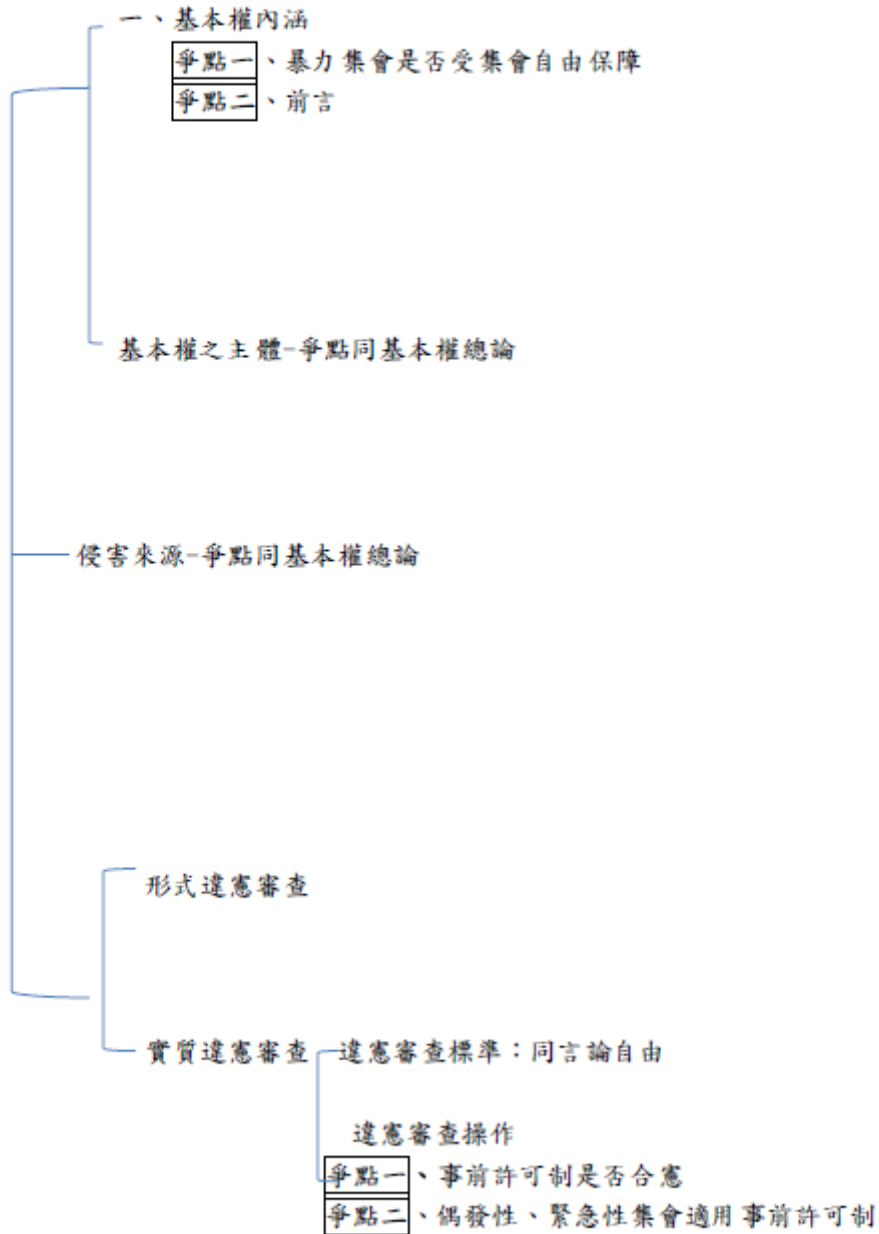 一、基本權內涵
爭點一、暴力集會是否受集會自由保障
爭點二、前言
基本權之主體-爭點同基本權總論
侵害來源-爭點同基本權總論
形式違憲審查
實質違憲審查
違憲審查標準：同言論自由
違憲審查操作
爭點一、事前許可制是否合憲
爭點二、偶發性、緊急性集會適用事前許可制